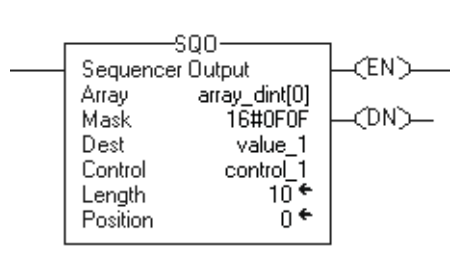 SQO
Sequencer Output (EN)
Array array_dint[0]
Mask 16#0F0F (DN)
Dest value_1
Control control_1
Length 10
Position 0